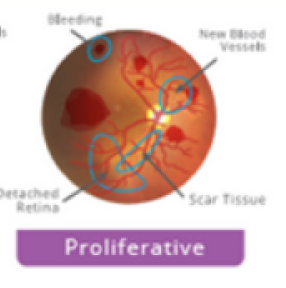 Bleeding
New Blood
Vessels
Detached
Retina
Scar Tissue
Proliferative